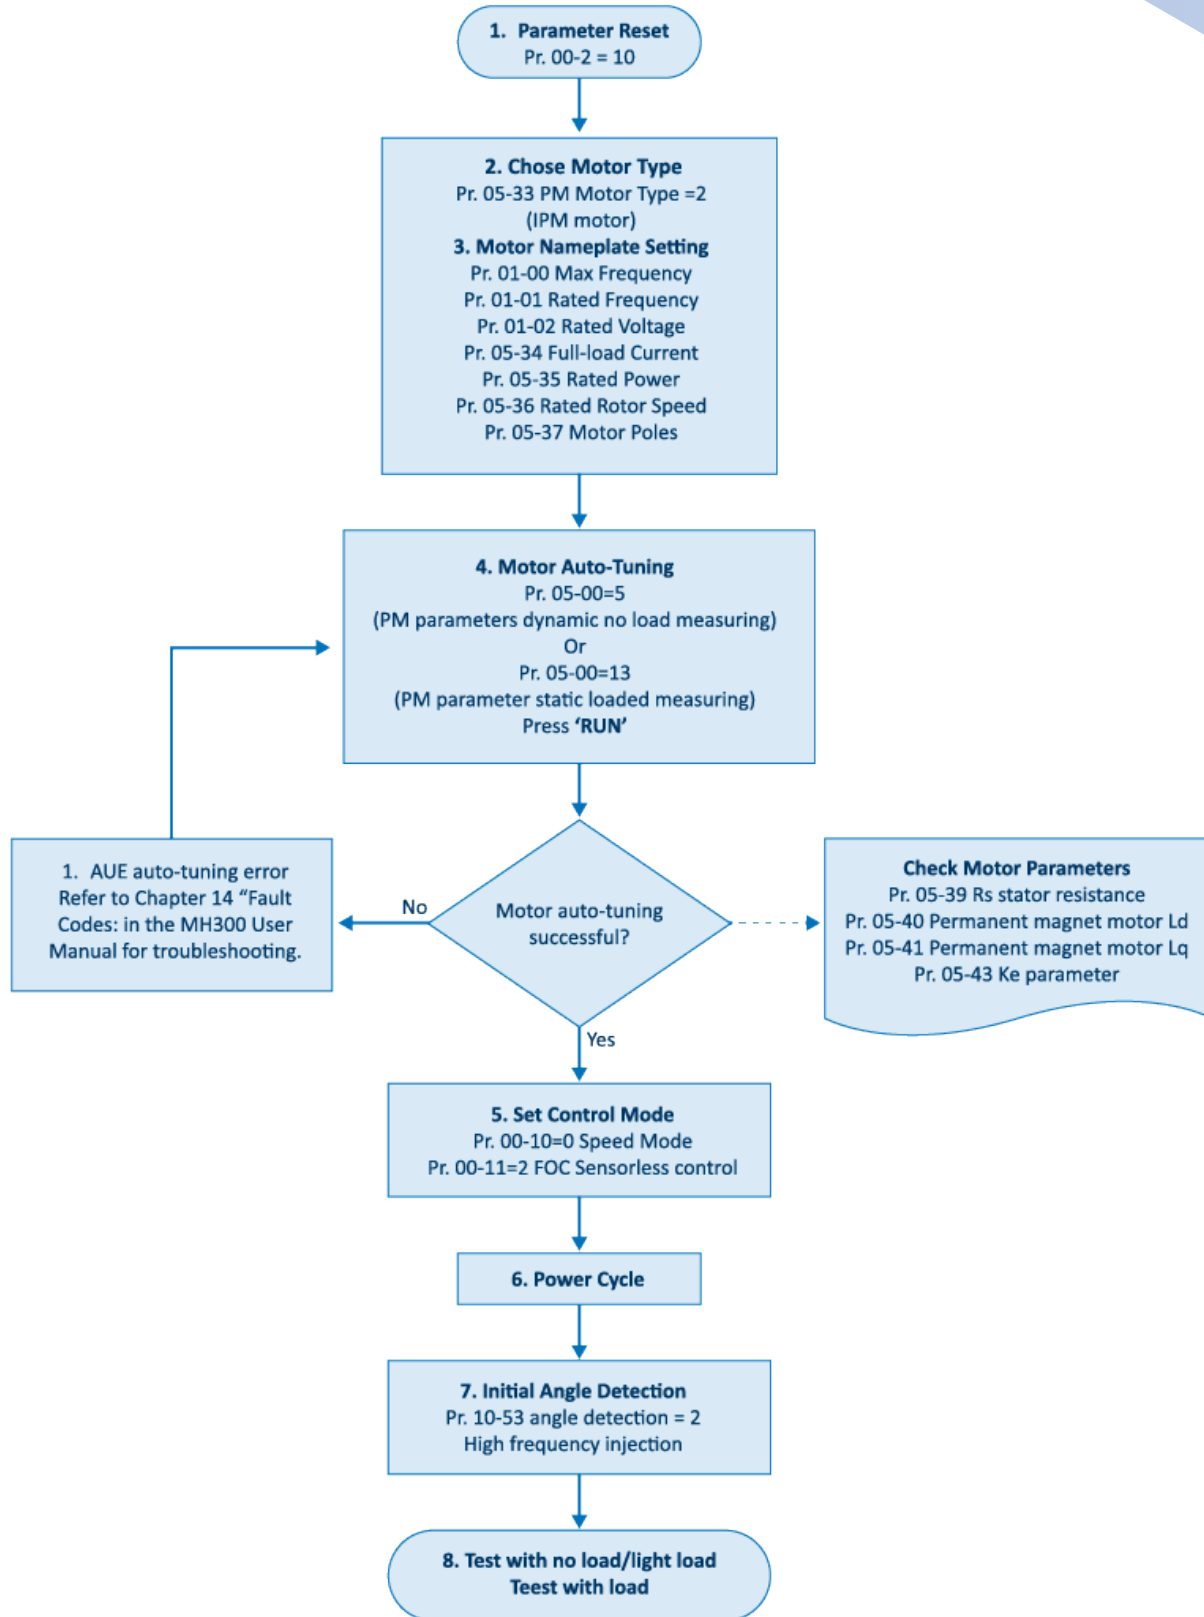 1. Parameter Reset
Pr. 00-2 = 10
2. Chose Motor Type
Pr. 05-33 PM Motor Type =2
(IPM motor)
3. Motor Nameplate Setting
Pr. 01-00 Max Frequency
Pr. 01-01 Rated Frequency
Pr. 01-02 Rated Voltage
Pr. 05-34 Full-load Current
Pr. 05-35 Rated Power
Pr. 05-36 Rated Rotor Speed
Pr. 05-37 Motor Poles
4. Motor Auto-Tuning
Pr. 05-00=5
(PM parameters dynamic no load measuring)
Or
Pr. 05-00=13
(PM parameter static loaded measuring)
Press ‘RUN’
1. AUE auto-tuning error
Refer to Chapter 14 “Fault
Codes: in the MH300 User
Manual for troubleshooting.
No
Motor auto-tuning
successful?
Check Motor Parameters
Pr. 05-39 Rs stator resistance
Pr. 05-40 Permanent magnet motor Ld
Pr. 05-41 Permanent magnet motor Lq
Pr. 05-43 Ke parameter
Yes
5. Set Control Mode
Pr. 00-10=0 Speed Mode
Pr. 00-11=2 FOC Sensorless control
6. Power Cycle
7. Initial Angle Detection
Pr. 10-53 angle detection = 2
High frequency injection
8. Test with no load/light load
Teest with load